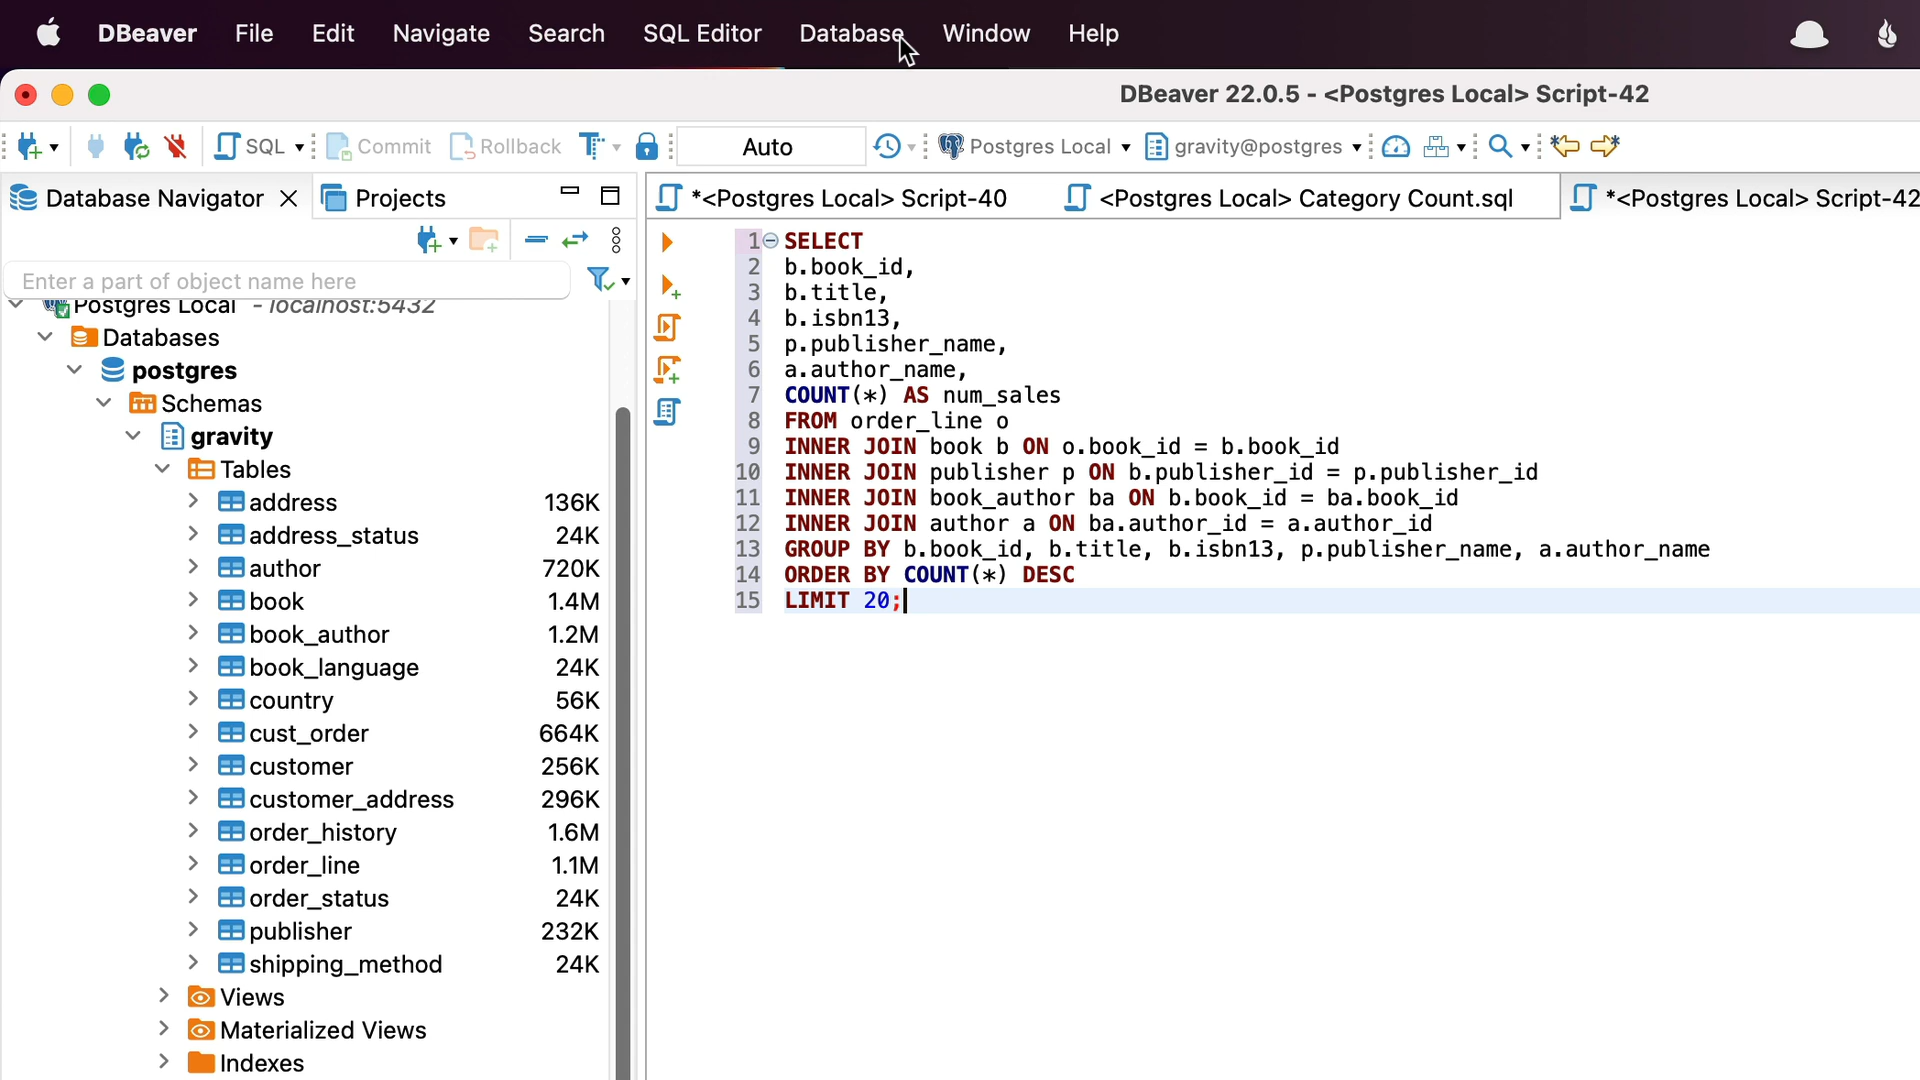 DBeaver File Edit Navigate Search SQL Editor Database Window Help
DBeaver 22.0.5 - <Postgres Local> Script-42
SQL Commit Rollback Auto Postgres Local gravity@postgres
Database Navigator Projects
*<Postgres Local> Script-40 <Postgres Local> Category Count.sql *<Postgres Local> Script-42
Enter a part of object name here
Postgres Local - localhost:5432
Databases
postgres
Schemas
gravity
Tables
address 136K
address_status 24K
author 720K
book 1.4M
book_author 1.2M
book_language 24K
country 56K
cust_order 664K
customer 256K
customer_address 296K
order_history 1.6M
order_line 1.1M
order_status 24K
publisher 232K
shipping_method 24K
Views
Materialized Views
Indexes
1 SELECT
2 b.book_id,
3 b.title,
4 b.isbn13,
5 p.publisher_name,
6 a.author_name,
7 COUNT(*) AS num_sales
8 FROM order_line o
9 INNER JOIN book b ON o.book_id = b.book_id
10 INNER JOIN publisher p ON b.publisher_id = p.publisher_id
11 INNER JOIN book_author ba ON b.book_id = ba.book_id
12 INNER JOIN author a ON ba.author_id = a.author_id
13 GROUP BY b.book_id, b.title, b.isbn13, p.publisher_name, a.author_name
14 ORDER BY COUNT(*) DESC
15 LIMIT 20;